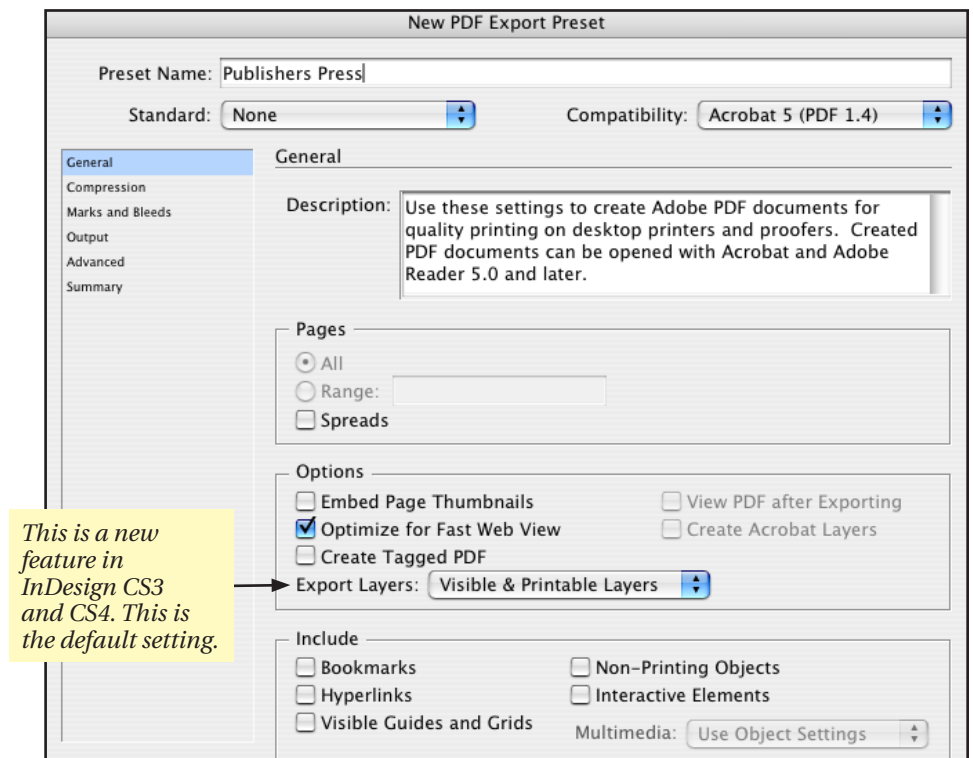 New PDF Export Preset
Preset Name: Publishers Press
Standard: None
Compatibility: Acrobat 5 (PDF 1.4)
General
Compression
Marks and Bleeds
Output
Advanced
Summary
General
Description: Use these settings to create Adobe PDF documents for
quality printing on desktop printers and proofers. Created
PDF documents can be opened with Acrobat and Adobe
Reader 5.0 and later.
Pages
All
Range:
Spreads
Options
Embed Page Thumbnails
View PDF after Exporting
Optimize for Fast Web View
Create Acrobat Layers
Create Tagged PDF
Export Layers: Visible & Printable Layers
This is a new
feature in
InDesign CS3
and CS4. This is
the default setting.
Include
Bookmarks
Non-Printing Objects
Hyperlinks
Interactive Elements
Visible Guides and Grids
Multimedia: Use Object Settings